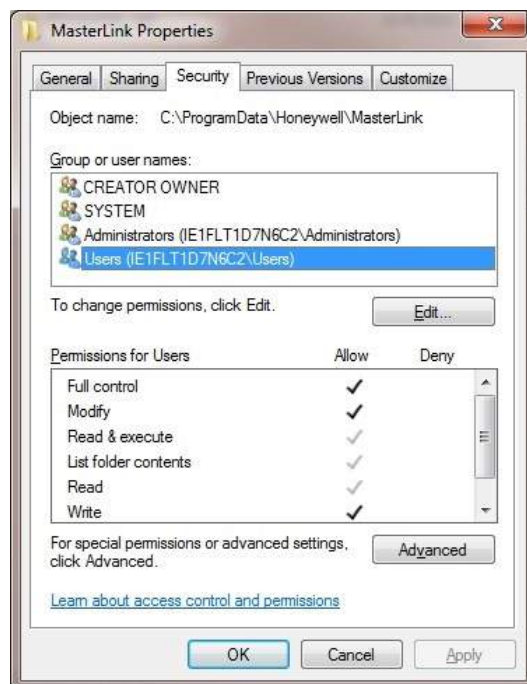 MasterLink Properties
General Sharing Security Previous Versions Customize
Object name: C:\ProgramData\Honeywell\MasterLink
Group or user names:
CREATOR OWNER
SYSTEM
Administrators (IE1FLT1D7N6C2\Administrators)
Users (IE1FLT1D7N6C2\Users)
To change permissions, click Edit.
Edit...
Permissions for Users Allow Deny
Full control
Modify
Read & execute
List folder contents
Read
Write
For special permissions or advanced settings,
click Advanced.
Advanced
Learn about access control and permissions
OK Cancel Apply